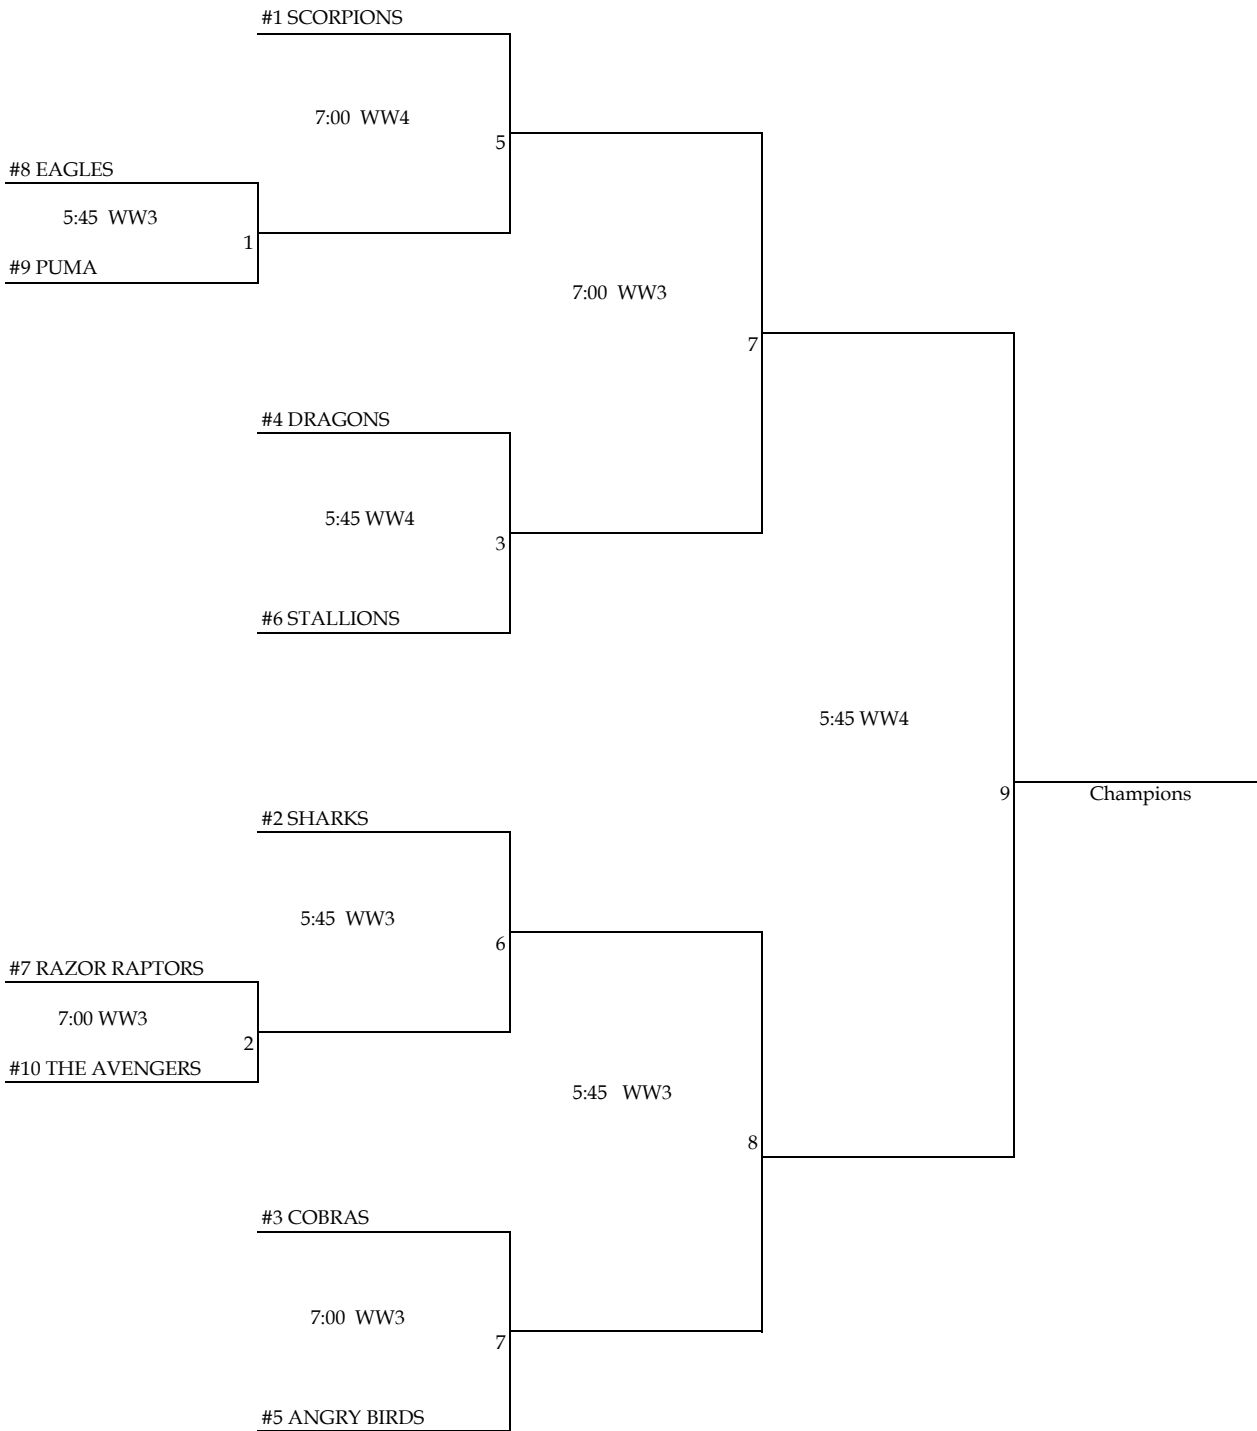 #1 SCORPIONS
7:00 WW4
5
#8 EAGLES
5:45 WW3
1
#9 PUMA
7:00 WW3
7
#4 DRAGONS
5:45 WW4
3
#6 STALLIONS
5:45 WW4
9
Champions
#2 SHARKS
5:45 WW3
6
#7 RAZOR RAPTORS
7:00 WW3
2
#10 THE AVENGERS
5:45 WW3
8
#3 COBRAS
7:00 WW3
7
#5 ANGRY BIRDS